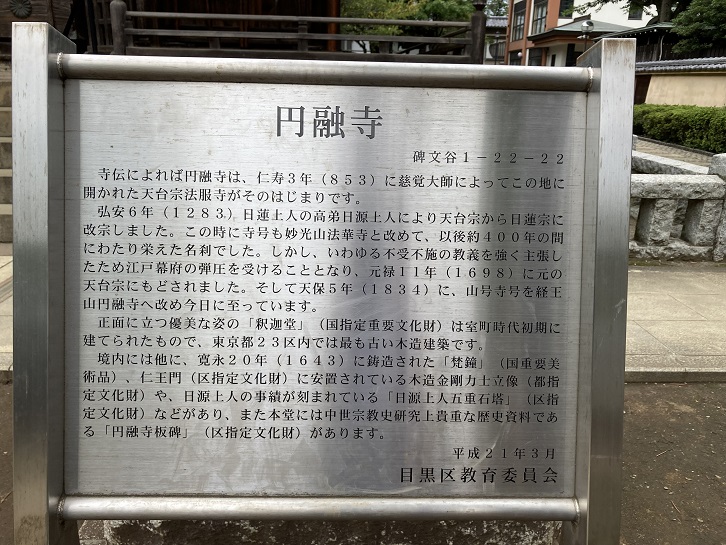 円融寺
碑文谷１－２２－２２
寺伝によれば円融寺は、仁寿３年（８５３）に慈覚大師によってこの地に
開かれた天台宗法服寺がそのはじまりです。
弘安６年（１２８３）日蓮上人の高弟日源上人により天台宗から日蓮宗に
改宗しました。この時に寺号も妙光山法華寺と改めて、以後約４００年の間
にわたり栄えた名刹でした。しかし、いわゆる不受不施の教義を強く主張し
たため江戸幕府の弾圧を受けることとなり、元禄１１年（１６９８）に元の
天台宗にもどされました。そして天保５年（１８３４）に、山号寺号を経王
山円融寺へ改め今日に至っています。
正面に立つ優美な姿の「釈迦堂」（国指定重要文化財）は室町時代初期に
建てられたもので、東京都２３区内では最も古い木造建築です。
境内には他に、寛永２０年（１６４３）に鋳造された「梵鐘」（国重要美
術品）、仁王門（区指定文化財）に安置されている木造金剛力士立像（都指
定文化財）や、日源上人の事績が刻まれている「日源上人五重石塔」（区指
定文化財）などがあり、また本堂には中世宗教史研究上貴重な歴史資料であ
る「円融寺板碑」（区指定文化財）があります。
平成２１年３月
目黒区教育委員会